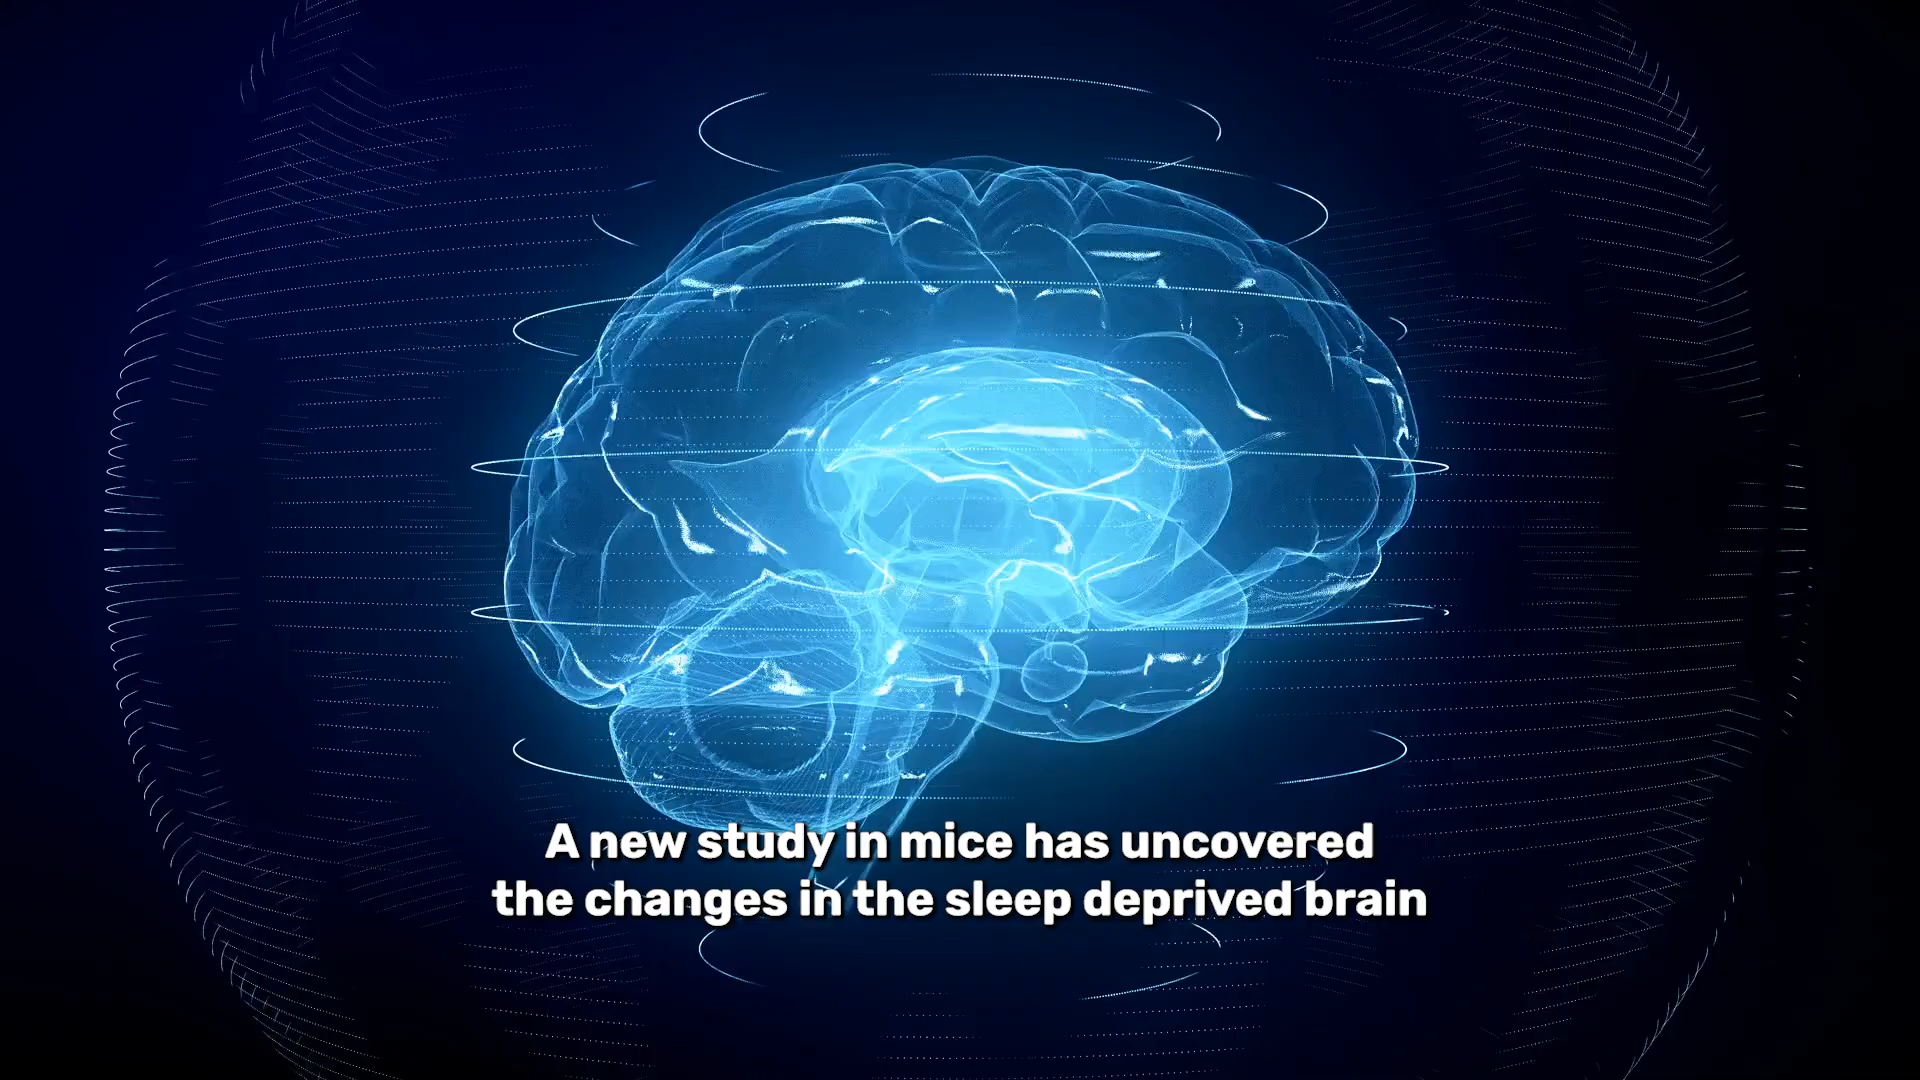 A new study in mice has uncovered
the changes in the sleep deprived brain